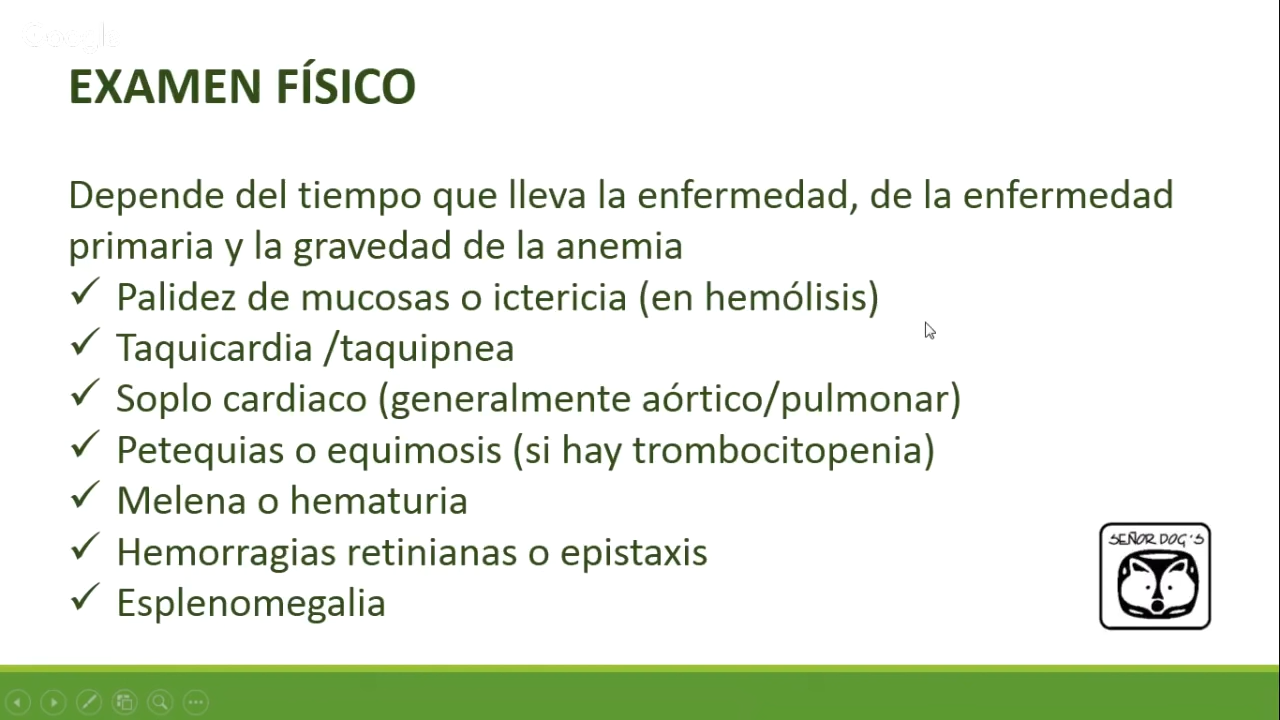 Google
EXAMEN FÍSICO
Depende del tiempo que lleva la enfermedad, de la enfermedad
primaria y la gravedad de la anemia
✓ Palidez de mucosas o ictericia (en hemólisis)
✓ Taquicardia /taquipnea
✓ Soplo cardiaco (generalmente aórtico/pulmonar)
✓ Petequias o equimosis (si hay trombocitopenia)
✓ Melena o hematuria
✓ Hemorragias retinianas o epistaxis
✓ Esplenomegalia
SEÑOR DOG'S